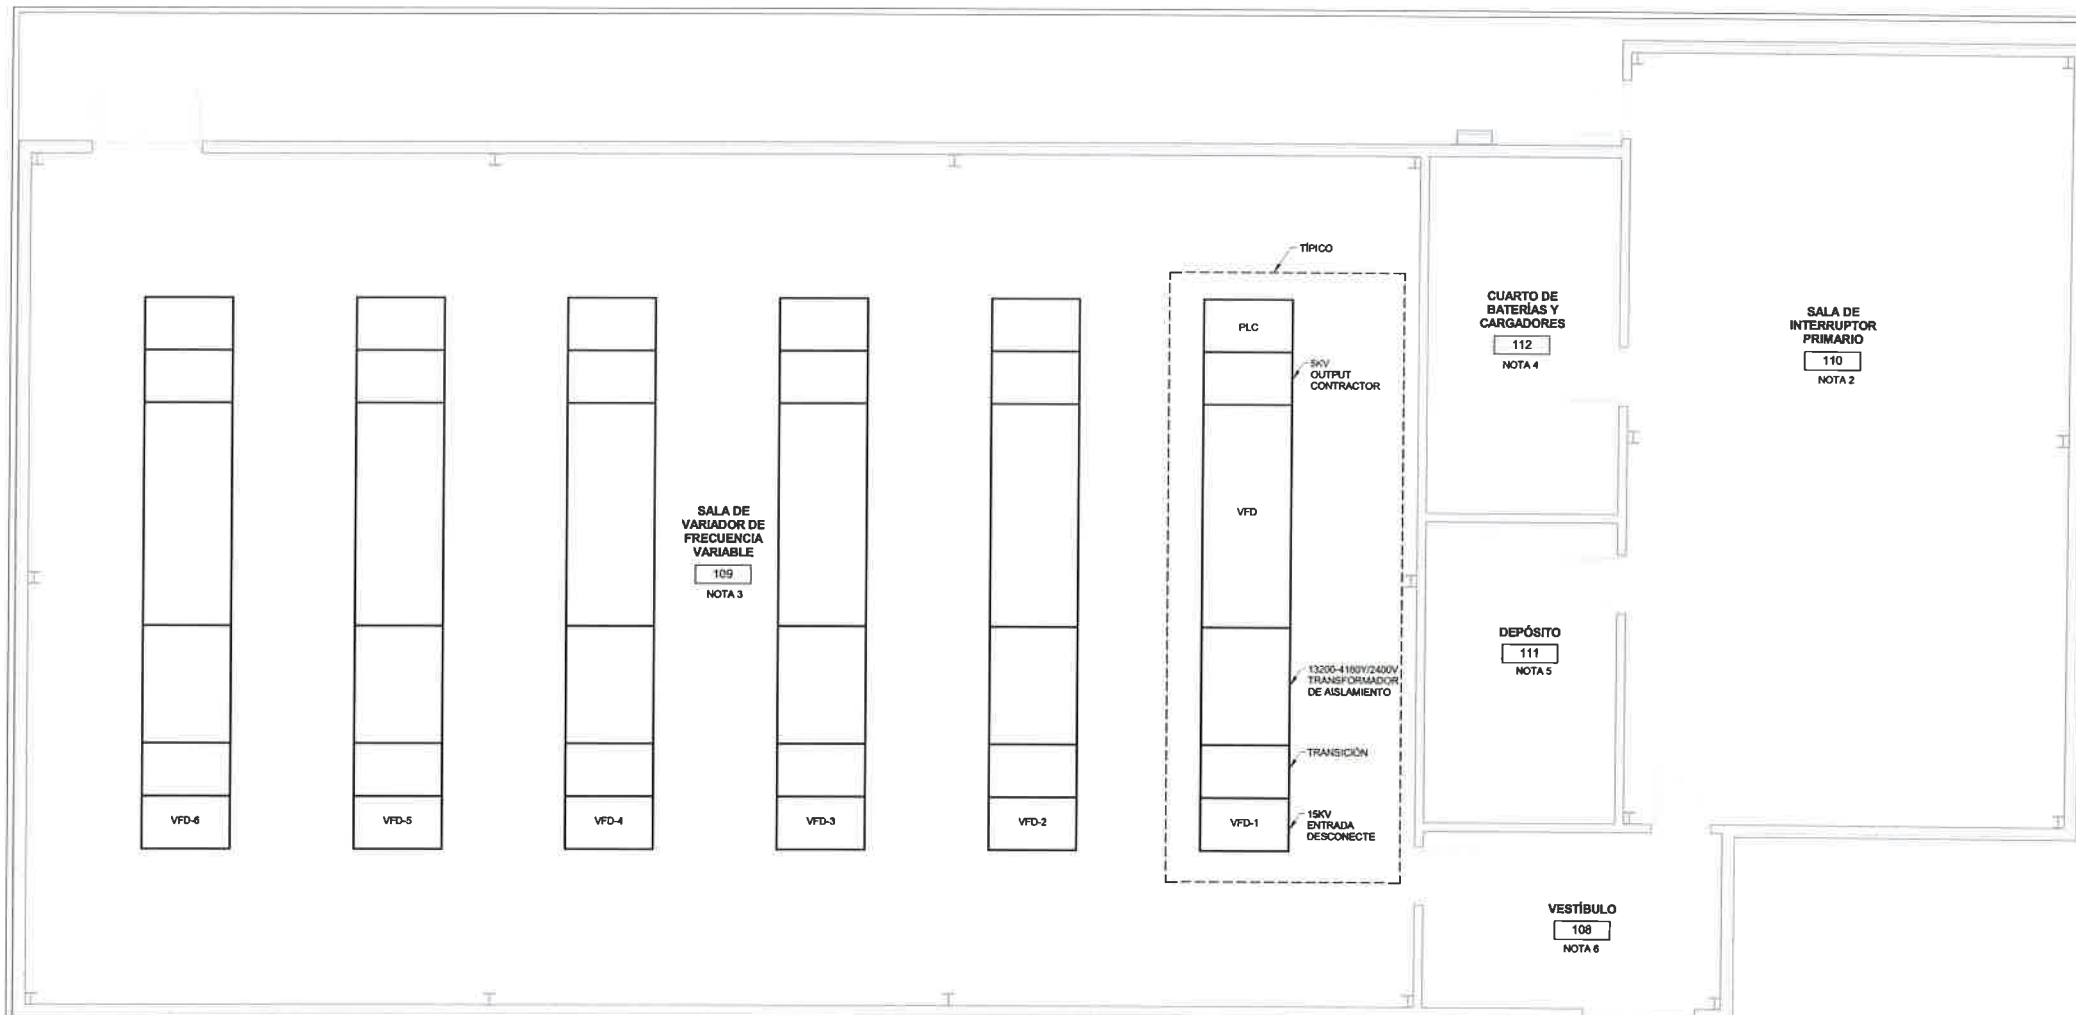 TÍPICO
PLC
5KV
OUTPUT
CONTRACTOR
VFD
13200-4160Y/2400V
TRANSFORMADOR
DE AISLAMIENTO
TRANSICIÓN
15KV
ENTRADA
DESCONECTE
VFD-6
VFD-5
VFD-4
VFD-3
VFD-2
VFD-1
SALA DE
VARIADOR DE
FRECUENCIA
VARIABLE
109
NOTA 3
CUARTO DE
BATERÍAS Y
CARGADORES
112
NOTA 4
SALA DE
INTERRUPTOR
PRIMARIO
110
NOTA 2
DEPÓSITO
111
NOTA 5
VESTÍBULO
108
NOTA 6